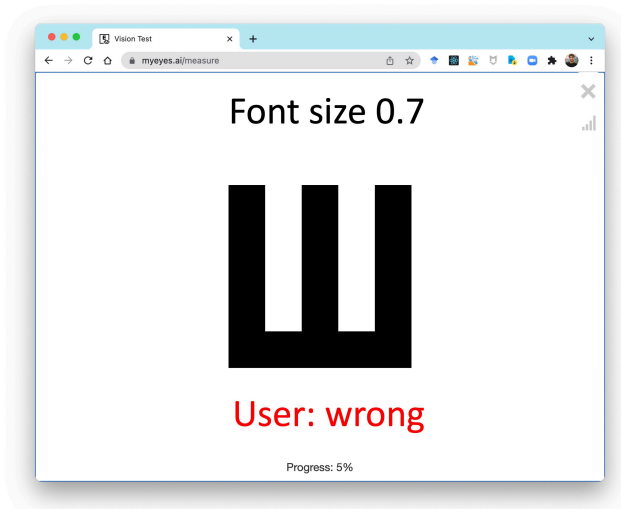 Vision Test
myeyes.ai/measure
Font size 0.7
Ш
User: wrong
Progress: 5%